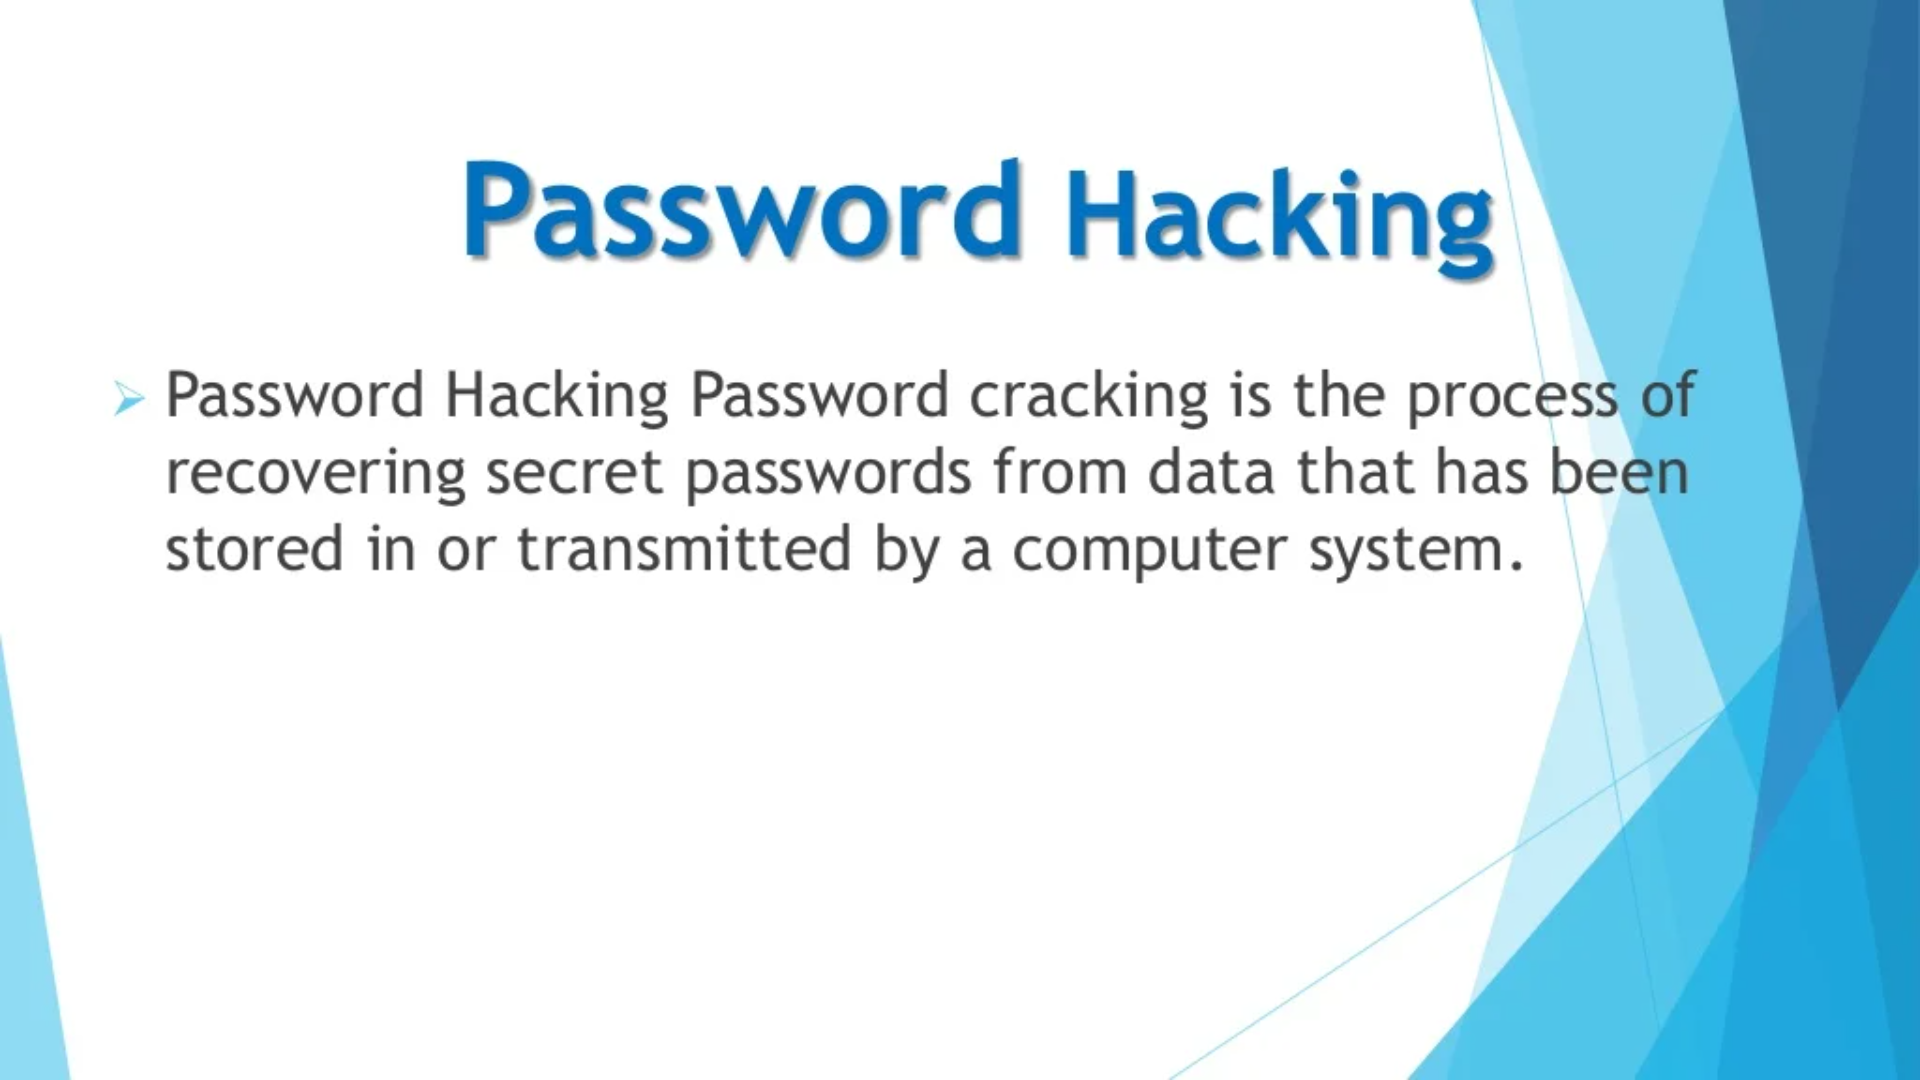 Password Hacking
Password Hacking Password cracking is the process of
recovering secret passwords from data that has been
stored in or transmitted by a computer system.